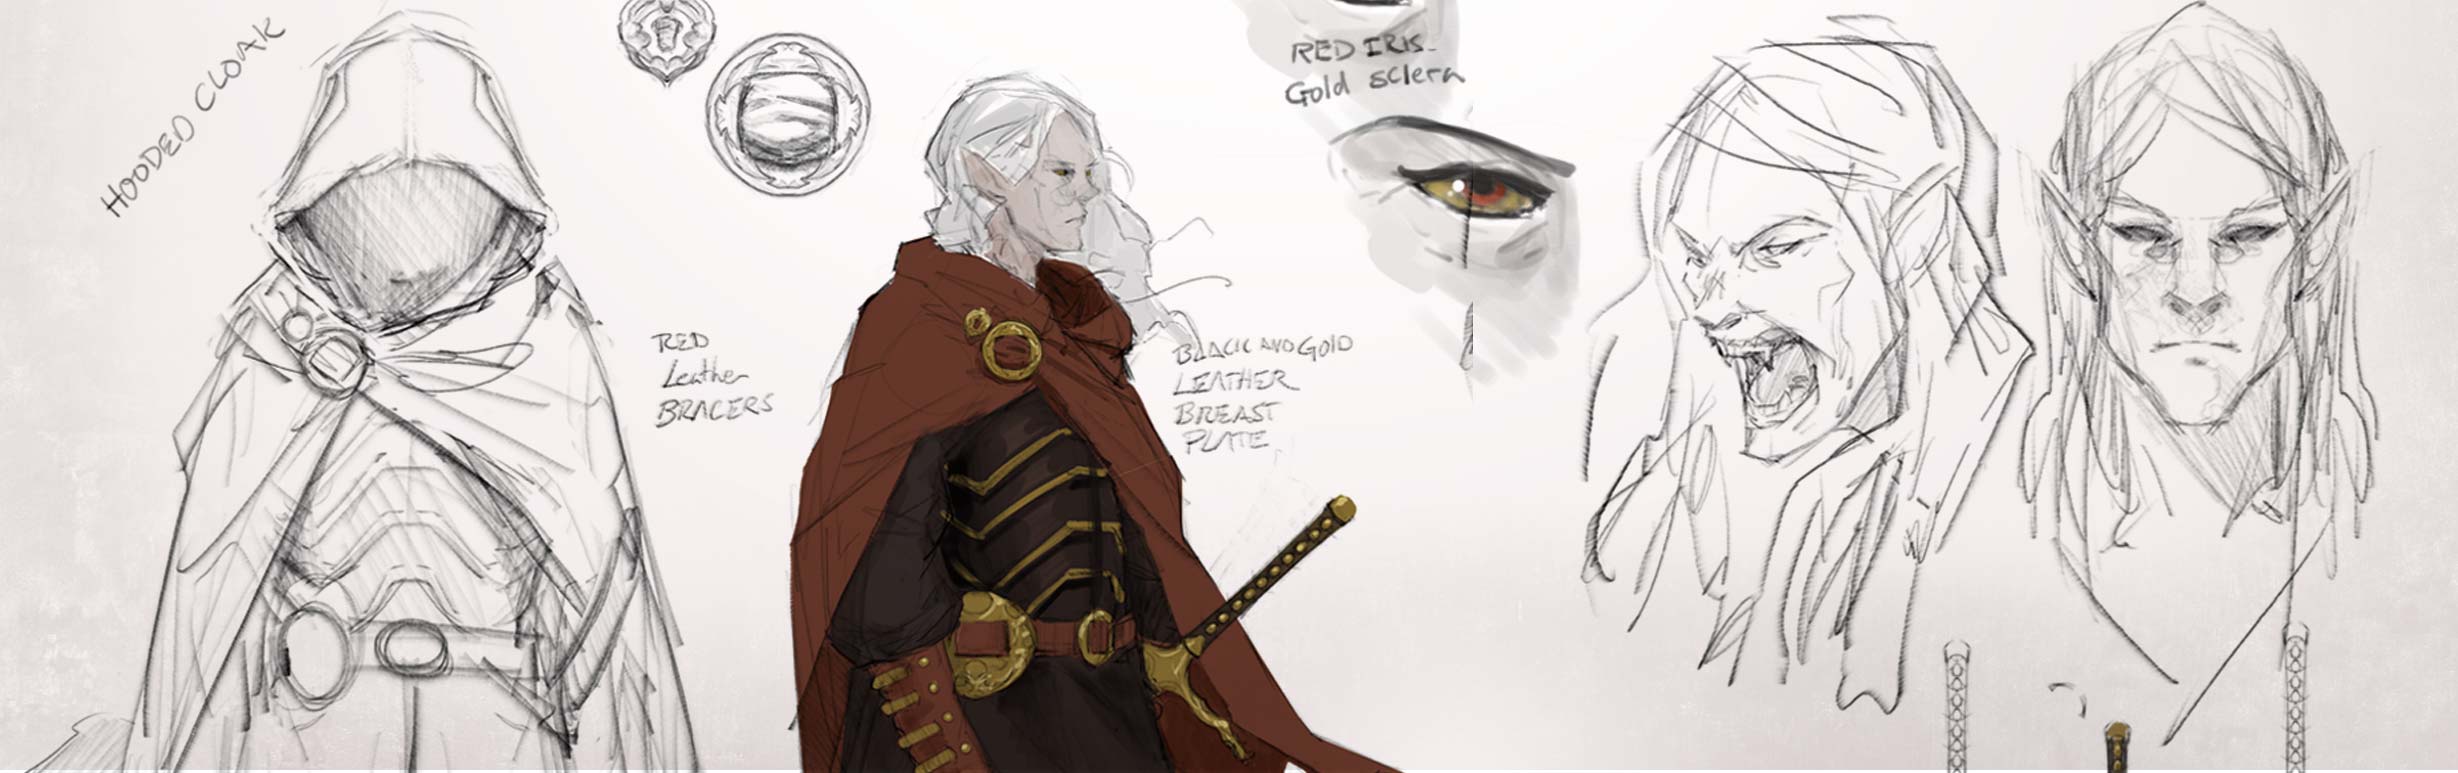 HOODED CLOAK
RED
Leather
BRACERS
RED IRIS-
Gold sclera
BLACK AND GOLD
LEATHER
BREAST
PLATE